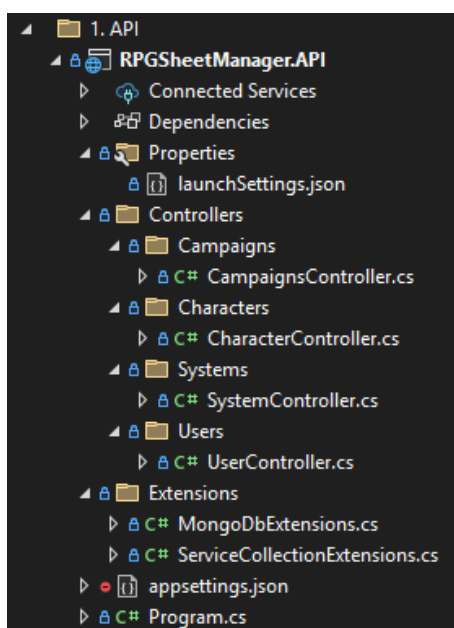 1. API
RPGSheetManager.API
Connected Services
Dependencies
Properties
launchSettings.json
Controllers
Campaigns
C# CampaignsController.cs
Characters
C# CharacterController.cs
Systems
C# SystemController.cs
Users
C# UserController.cs
Extensions
C# MongoDbExtensions.cs
C# ServiceCollectionExtensions.cs
appsettings.json
C# Program.cs